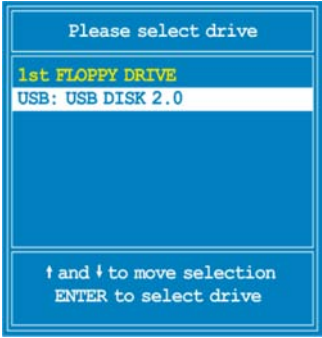 Please select drive
1st FLOPPY DRIVE
USB: USB DISK 2.0
↑ and ↓ to move selection
ENTER to select drive